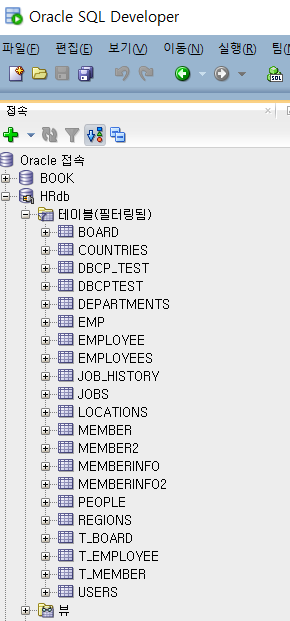 Oracle SQL Developer
파일(F) 편집(E) 보기(V) 이동(N) 실행(R) 팀(
SQL
접속
Oracle 접속
BOOK
HRdb
테이블(필터링됨)
BOARD
COUNTRIES
DBCP_TEST
DBCPTEST
DEPARTMENTS
EMP
EMPLOYEE
EMPLOYEES
JOB_HISTORY
JOBS
LOCATIONS
MEMBER
MEMBER2
MEMBERINFO
MEMBERINFO2
PEOPLE
REGIONS
T_BOARD
T_EMPLOYEE
T_MEMBER
USERS
뷰